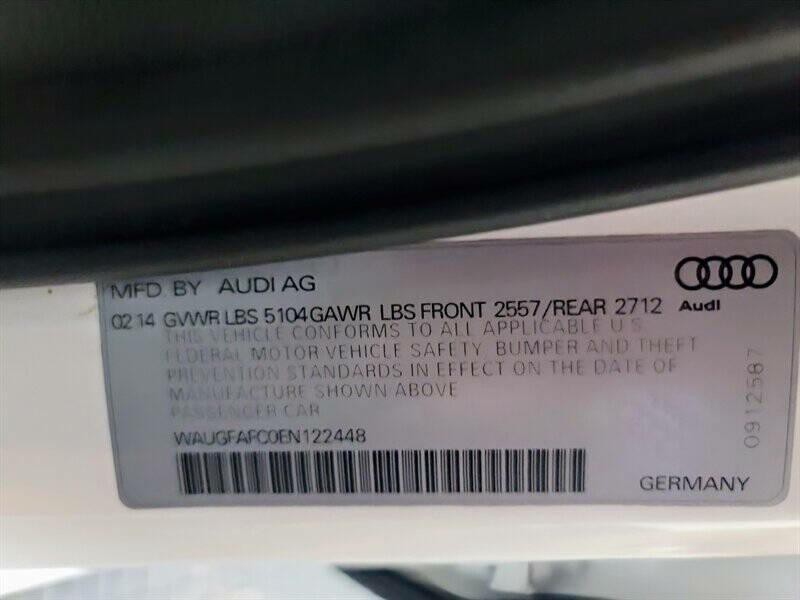 MFD. BY AUDI AG
Audi
02 14 GVWR LBS 5104 GAWR LBS FRONT 2557/REAR 2712
THIS VEHICLE CONFORMS TO ALL APPLICABLE U.S.
FEDERAL MOTOR VEHICLE SAFETY, BUMPER AND THEFT
PREVENTION STANDARDS IN EFFECT ON THE DATE OF
MANUFACTURE SHOWN ABOVE
PASSENGER CAR
0912587
WAUGFAFC0EN122448
GERMANY